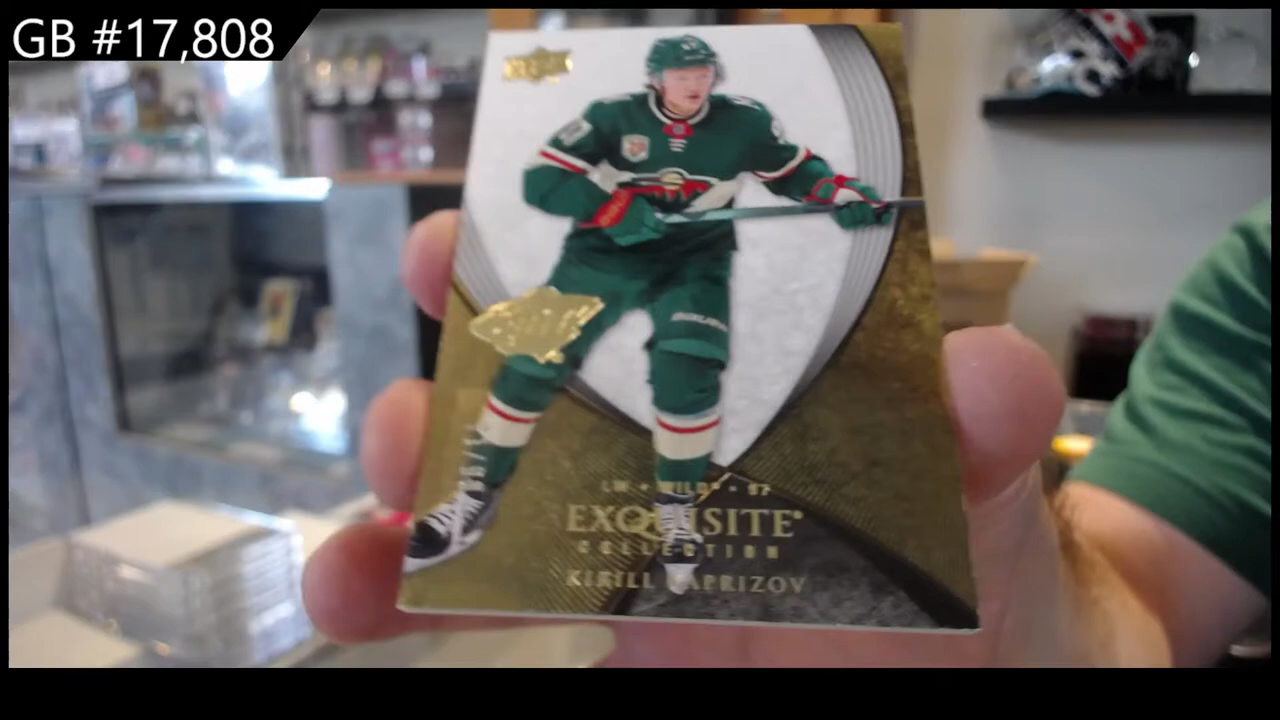 GB #17,808
LW • WILD • 97
EXQUISITE
COLLECTION
KIRILL KAPRIZOV